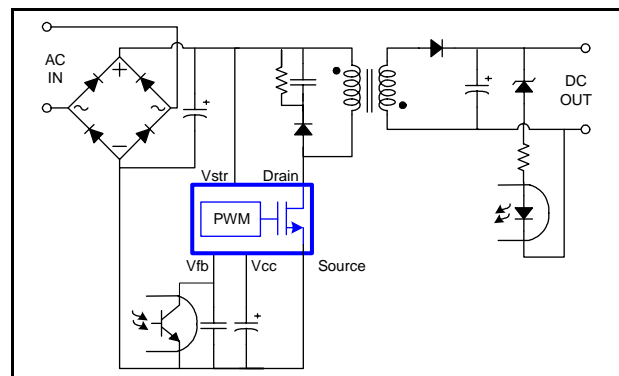 AC
IN
DC
OUT
Vstr
Drain
PWM
Vfb
Vcc
Source